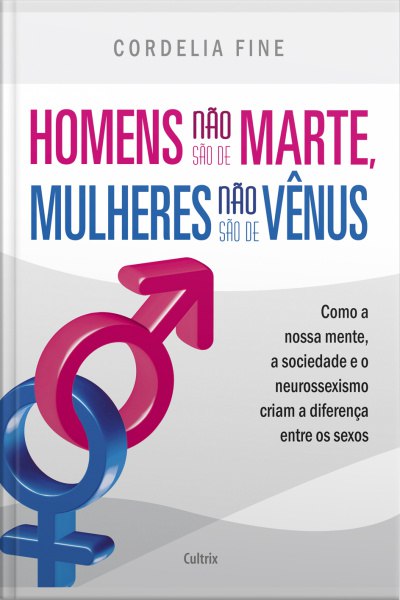 CORDELIA FINE
HOMENS NÃO SÃO DE MARTE,
MULHERES NÃO SÃO DE VÊNUS
Como a
nossa mente,
a sociedade e o
neurossexismo
criam a diferença
entre os sexos
Cultrix